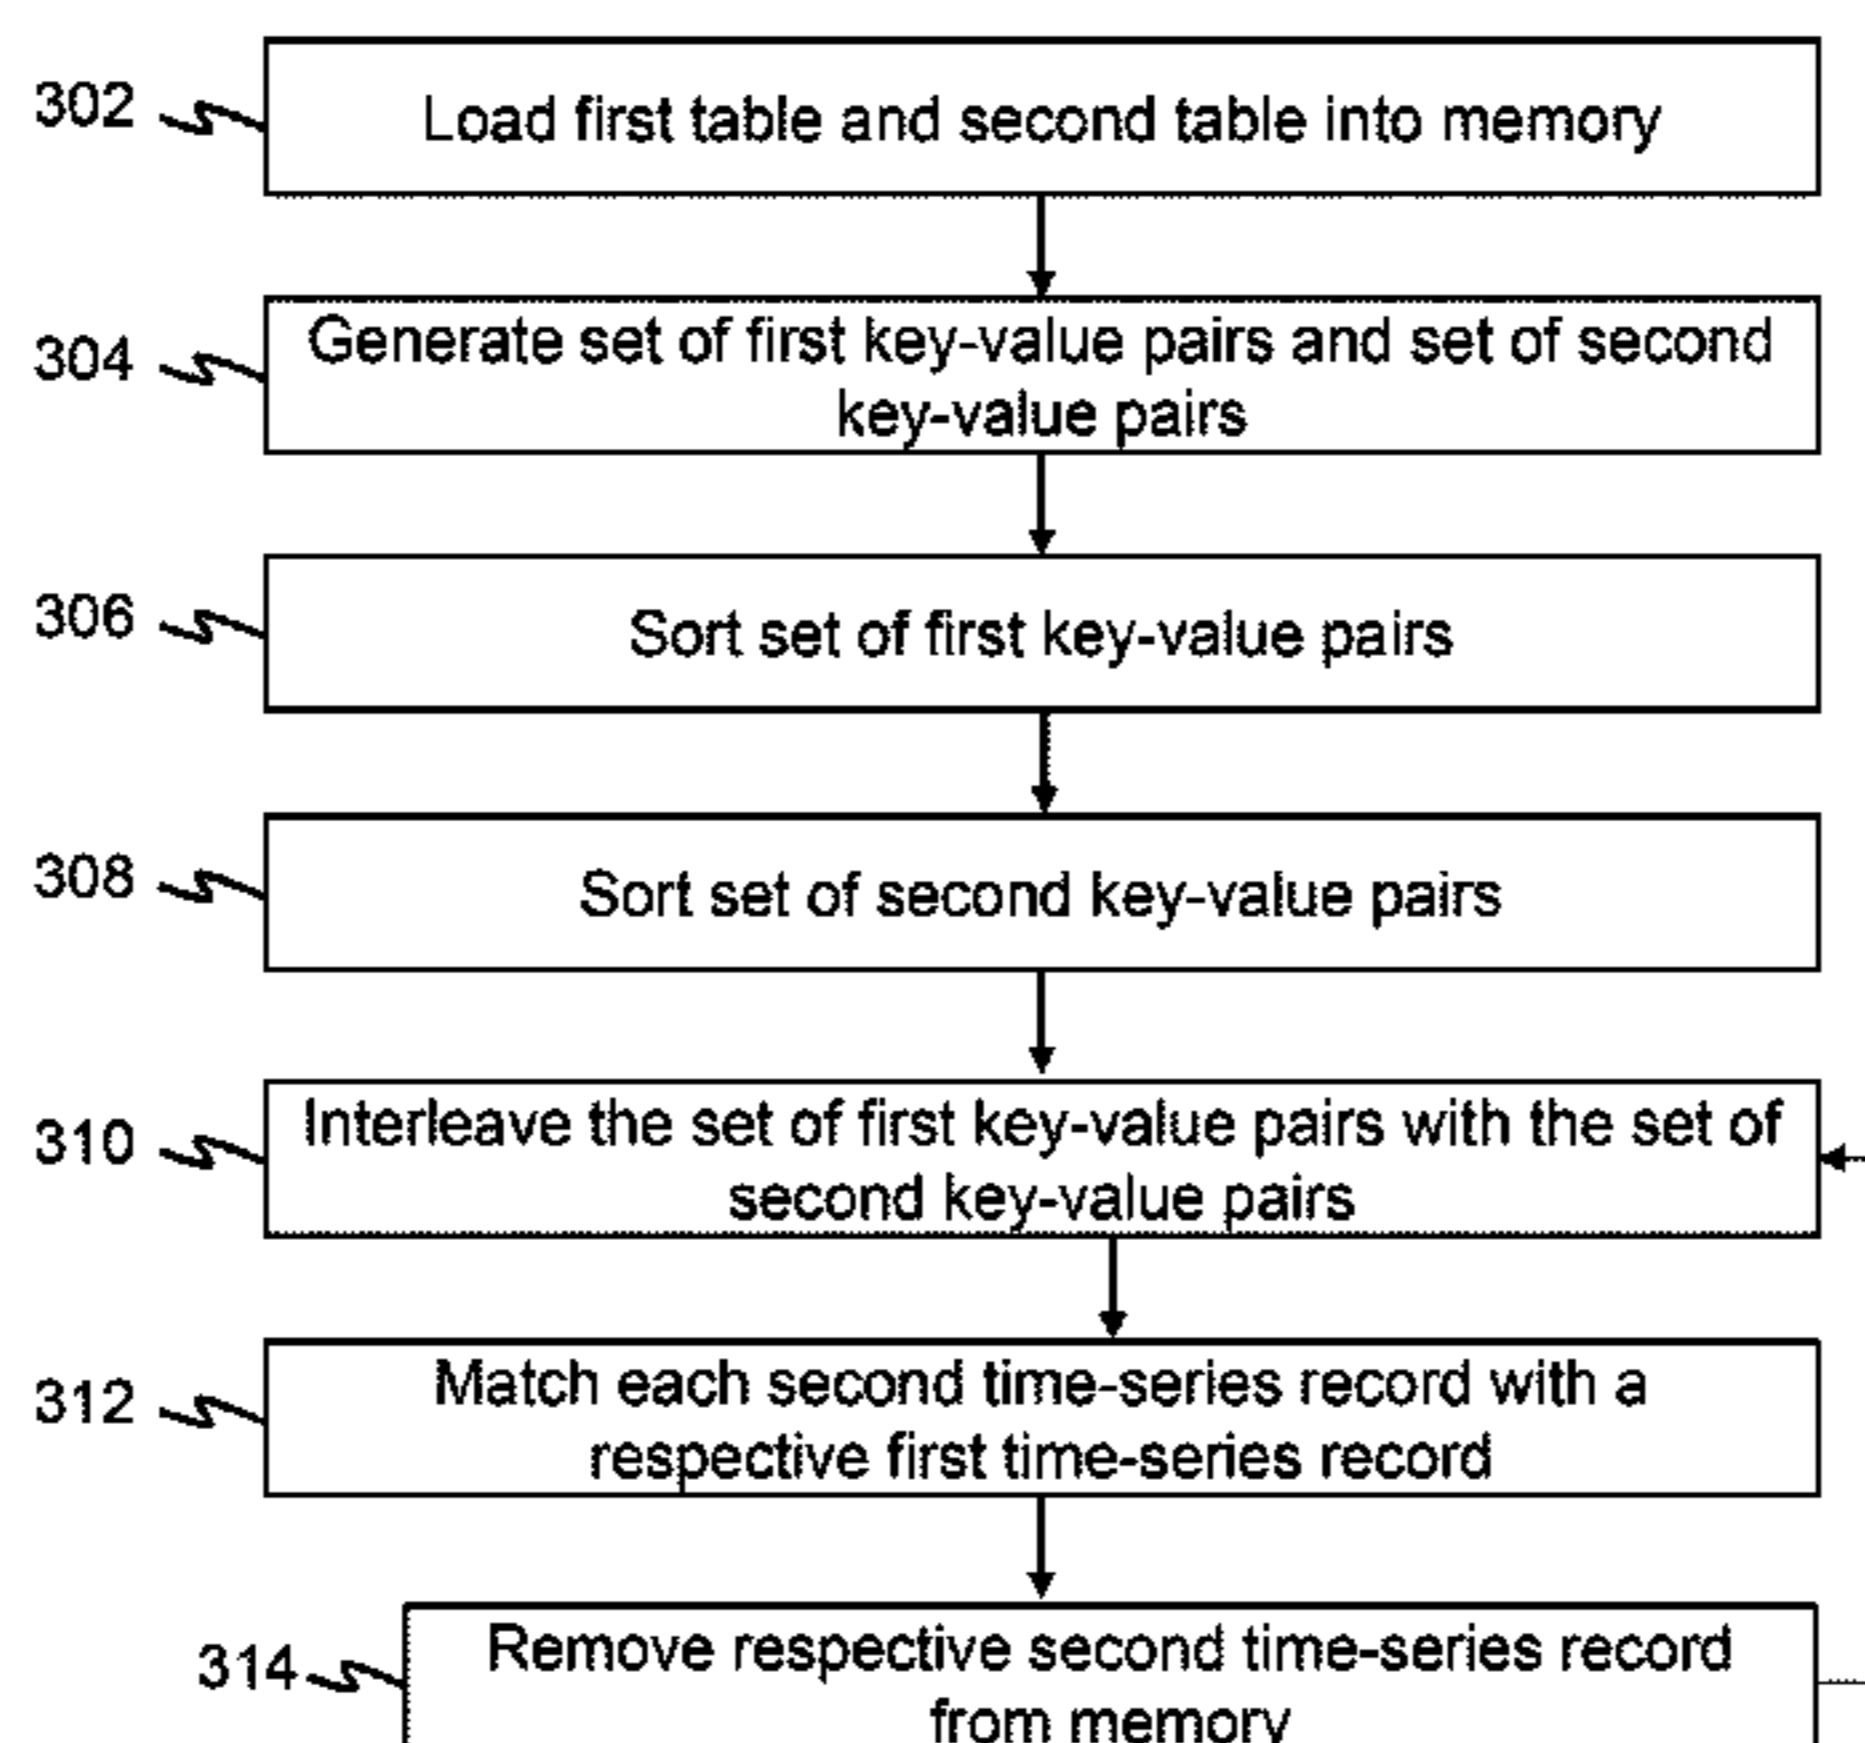 302
Load first table and second table into memory
304
Generate set of first key-value pairs and set of second
key-value pairs
306
Sort set of first key-value pairs
308
Sort set of second key-value pairs
310
Interleave the set of first key-value pairs with the set of
second key-value pairs
312
Match each second time-series record with a
respective first time-series record
314
Remove respective second time-series record
from memory